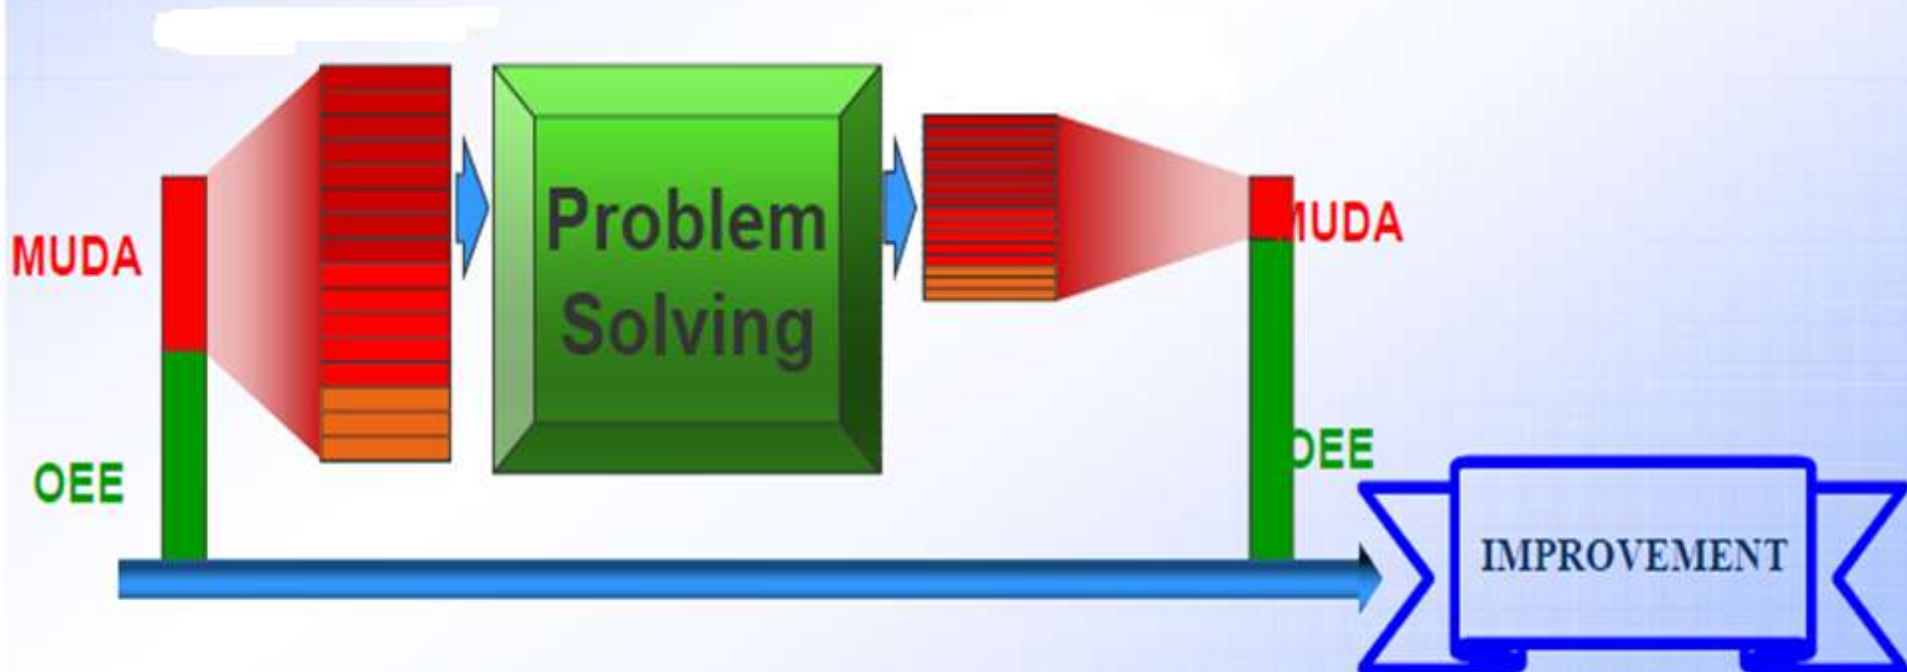 MUDA
OEE
Problem
Solving
MUDA
OEE
IMPROVEMENT